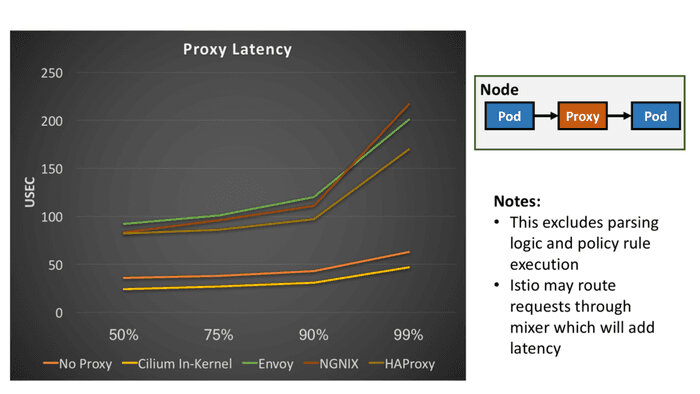 Proxy Latency
250
200
150
100
50
0
USEC
50% 75% 90% 99%
No Proxy Cilium In-Kernel Envoy NGNIX HAProxy
Node
Pod Proxy Pod
Notes:
• This excludes parsing
logic and policy rule
execution
• Istio may route
requests through
mixer which will add
latency